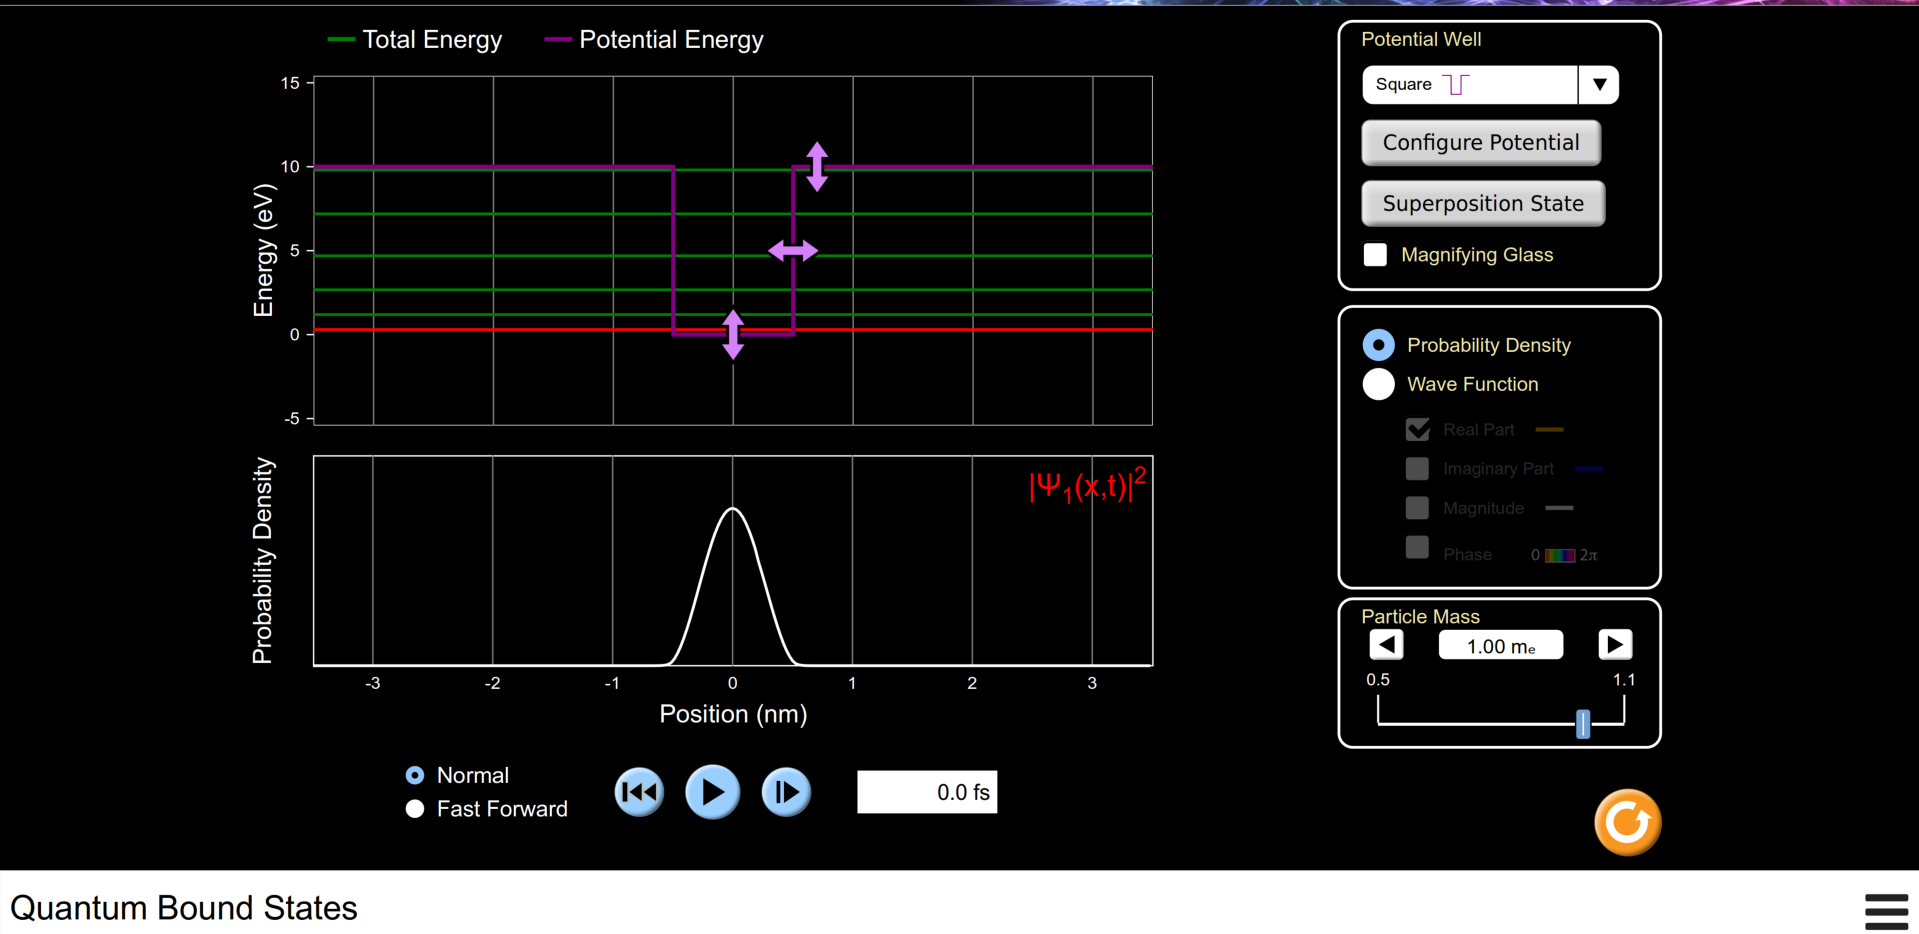 Total Energy
Potential Energy
15
10
5
0
-5
Energy (eV)
Probability Density
|Ψ₁(x,t)|²
-3
-2
-1
0
1
2
3
Position (nm)
Normal
Fast Forward
0.0 fs
Potential Well
Square
Configure Potential
Superposition State
Magnifying Glass
Probability Density
Wave Function
Real Part
Imaginary Part
Magnitude
Phase 0 2π
Particle Mass
1.00 mₑ
0.5
1.1
Quantum Bound States